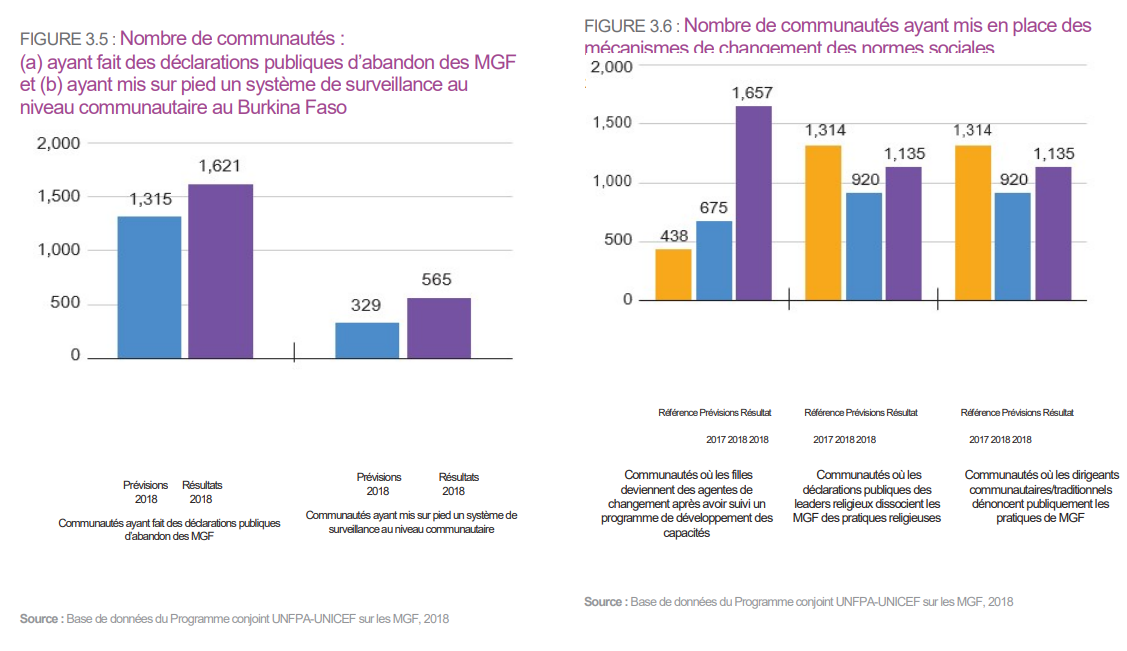 FIGURE 3.5 : Nombre de communautés :
(a) ayant fait des déclarations publiques d'abandon des MGF
et (b) ayant mis sur pied un système de surveillance au
niveau communautaire au Burkina Faso
2,000
1,500
1,000
500
0
1,315
1,621
329
565
Prévisions Résultats
2018 2018
Communautés ayant fait des déclarations publiques
d'abandon des MGF
Prévisions Résultats
2018 2018
Communautés ayant mis sur pied un système de
surveillance au niveau communautaire
Source : Base de données du Programme conjoint UNFPA-UNICEF sur les MGF, 2018
FIGURE 3.6 : Nombre de communautés ayant mis en place des
mécanismes de changement des normes sociales
2,000
1,500
1,000
500
0
438
675
1,657
1,314
920
1,135
1,314
920
1,135
Référence Prévisions Résultat
2017 2018 2018
Communautés où les filles
deviennent des agentes de
changement après avoir suivi un
programme de développement des
capacités
Référence Prévisions Résultat
2017 2018 2018
Communautés où les
déclarations publiques des
leaders religieux dissocient les
MGF des pratiques religieuses
Référence Prévisions Résultat
2017 2018 2018
Communautés où les dirigeants
communautaires/traditionnels
dénoncent publiquement les
pratiques de MGF
Source : Base de données du Programme conjoint UNFPA-UNICEF sur les MGF, 2018